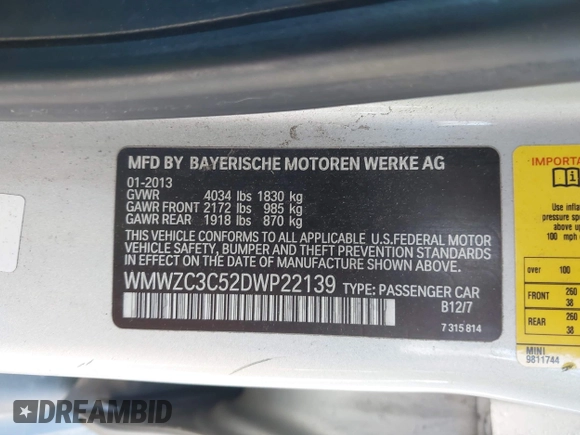 MFD BY BAYERISCHE MOTOREN WERKE AG
01-2013
GVWR 4034 lbs 1830 kg
GAWR FRONT 2172 lbs 985 kg
GAWR REAR 1918 lbs 870 kg
THIS VEHICLE CONFORMS TO ALL APPLICABLE U.S.FEDERAL MOTOR
VEHICLE SAFETY, BUMPER AND THEFT PREVENTION STANDARDS
IN EFFECT ON THE DATE OF MANUFACTURE SHOWN ABOVE.
WMWZC3C52DWP22139 TYPE: PASSENGER CAR
B12/7
7 315 814
IMPORTA
Use infla
pressure sp
above u
100 mph
over 100
FRONT 260
38
REAR 260
38
MINI
9811744
DREAMBID